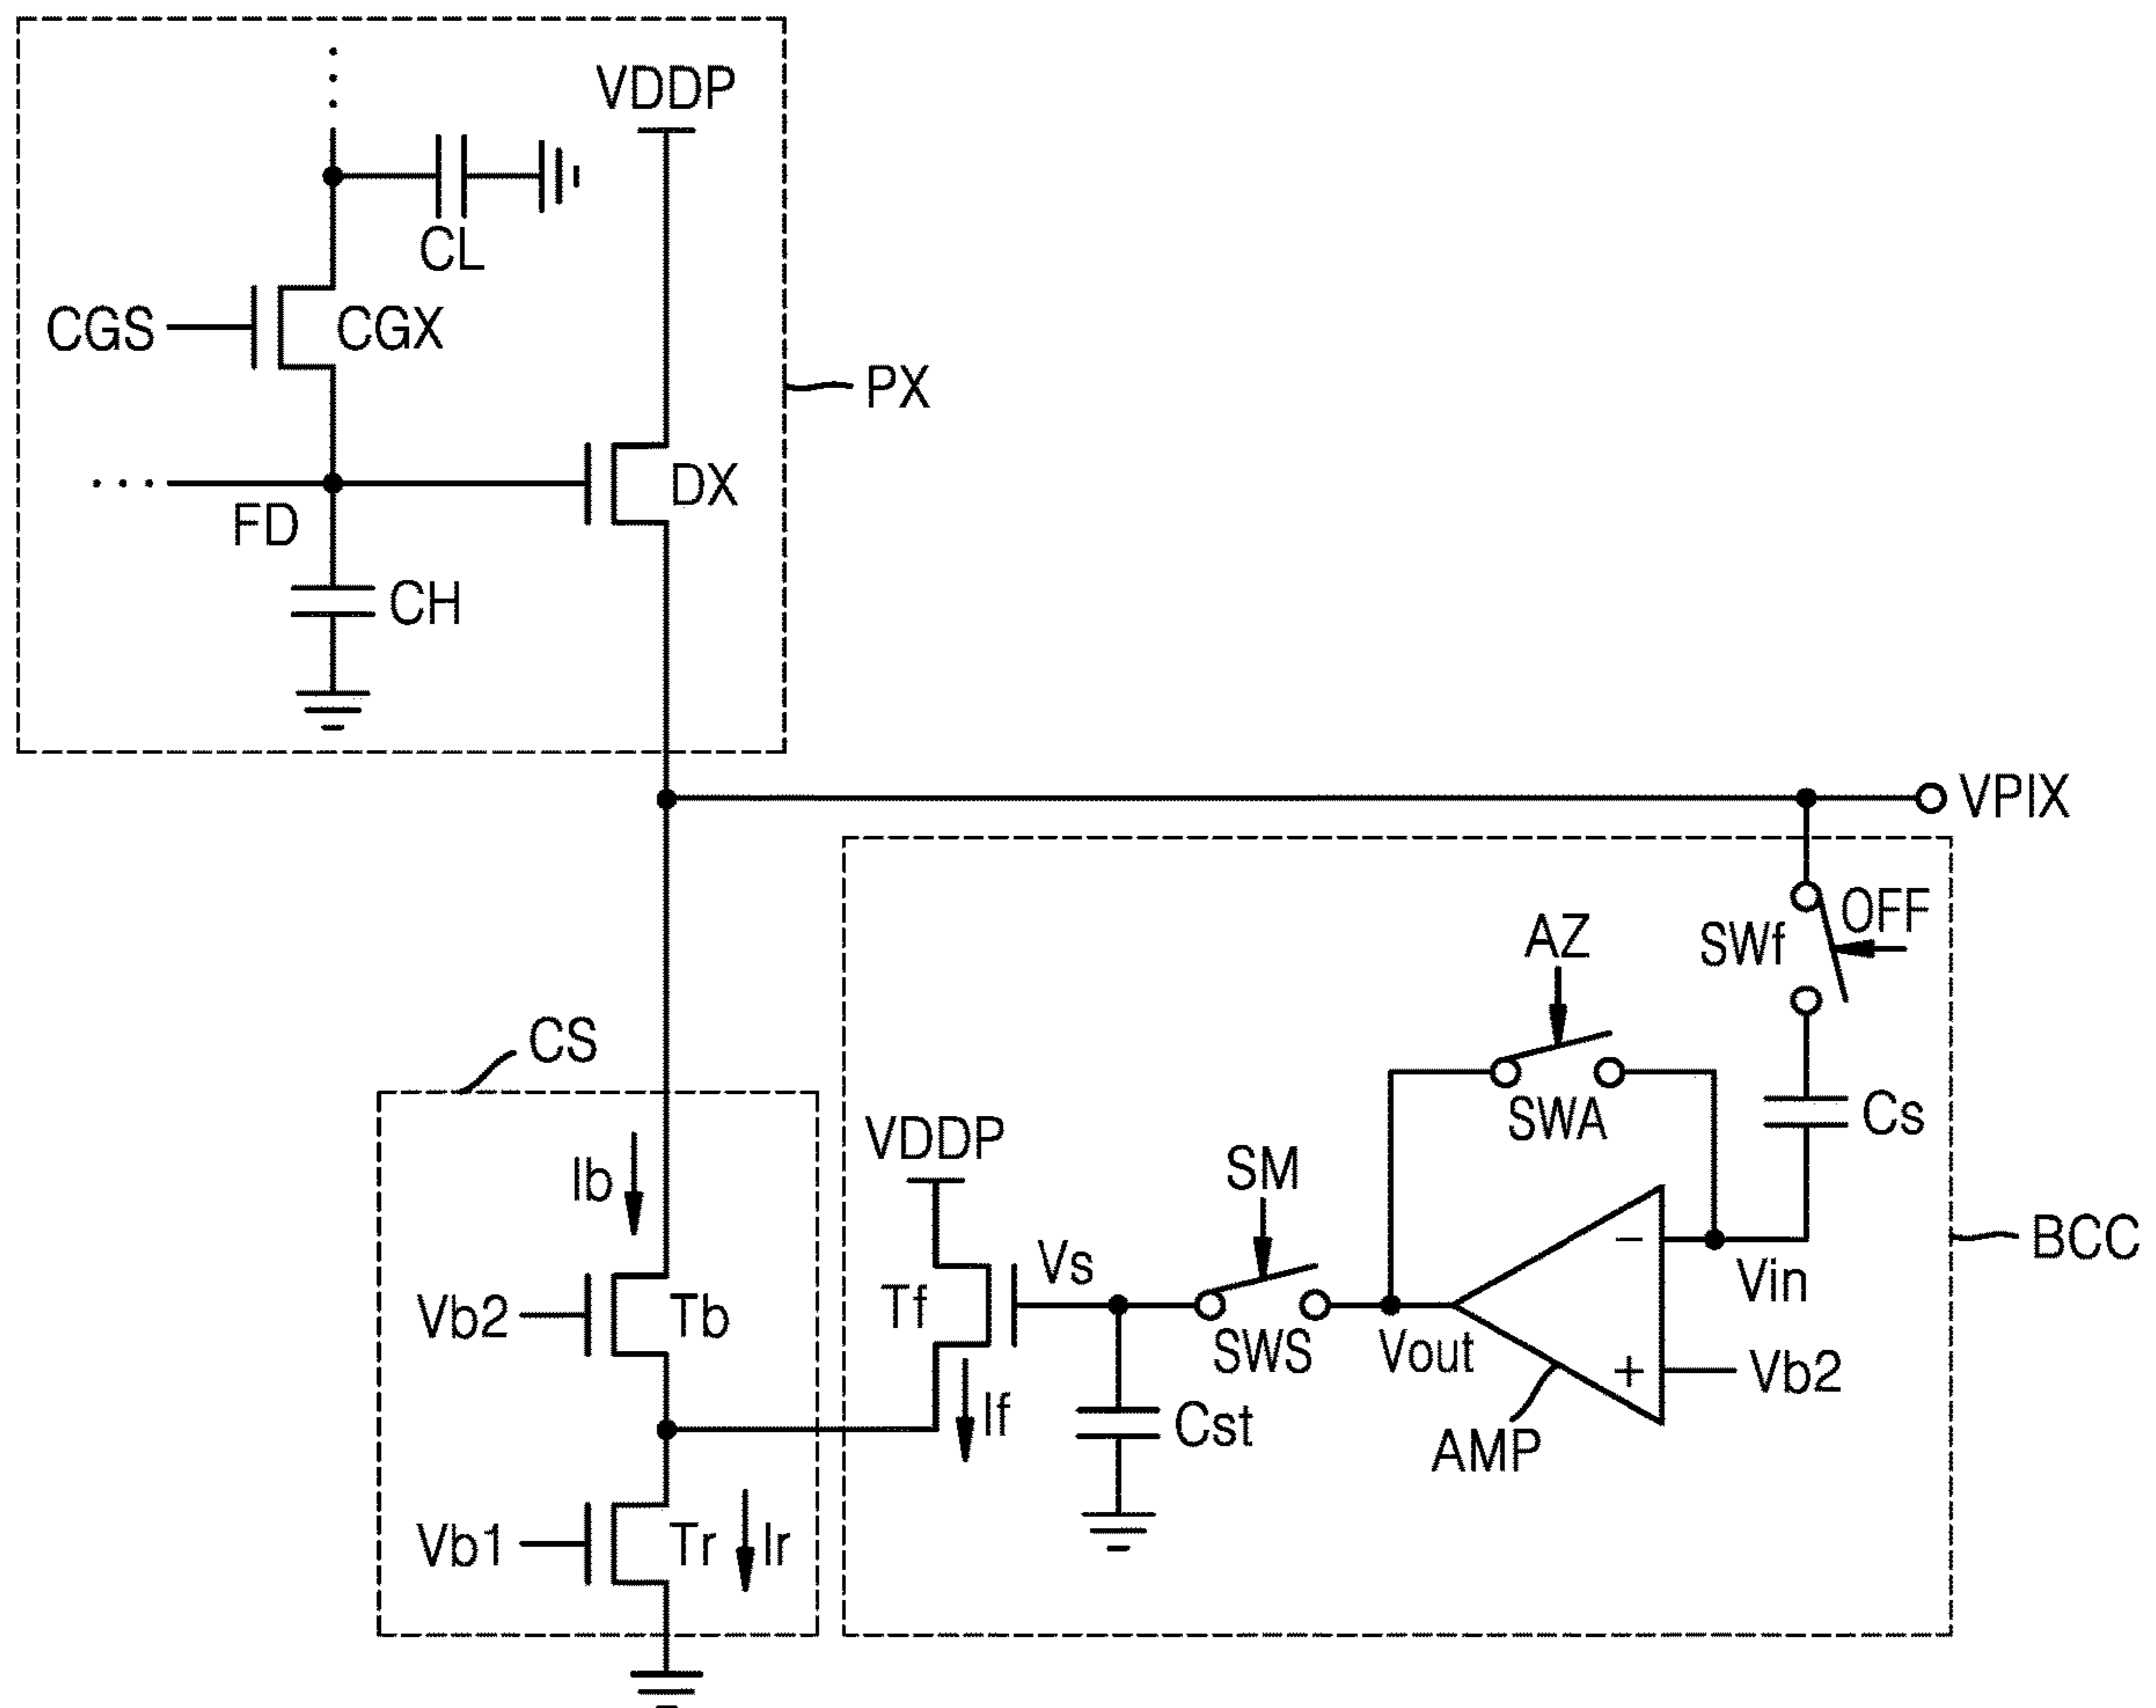 VDDP
CL
CGS
CGX
PX
DX
FD
CH
VPIX
OFF
SWf
AZ
CS
SWA
Cs
VDDP
SM
Ib
BCC
Vs
Vin
Vb2
Tb
Tf
SWS
Vout
+
−
Vb2
If
Cst
AMP
Vb1
Tr
Ir